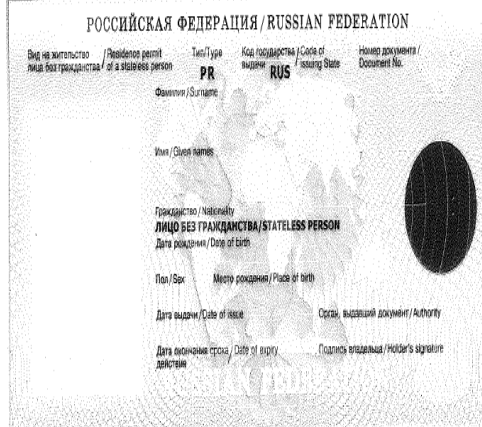 РОССИЙСКАЯ ФЕДЕРАЦИЯ / RUSSIAN FEDERATION
Вид на жительство / Residence permit
лица без гражданства / of a stateless person
Тип/Type
PR
Код государства / Code of
выдачи issuing State
RUS
Номер документа /
Document No.
Фамилия / Surname
Имя / Given names
Гражданство / Nationality
ЛИЦО БЕЗ ГРАЖДАНСТВА/STATELESS PERSON
Дата рождения / Date of birth
Пол/Sex Место рождения / Place of birth
Дата выдачи / Date of issue Орган, выдавший документ / Authority
Дата окончания срока / Date of expiry Подпись владельца / Holder's signature
действия
RUSSIAN FEDERATION